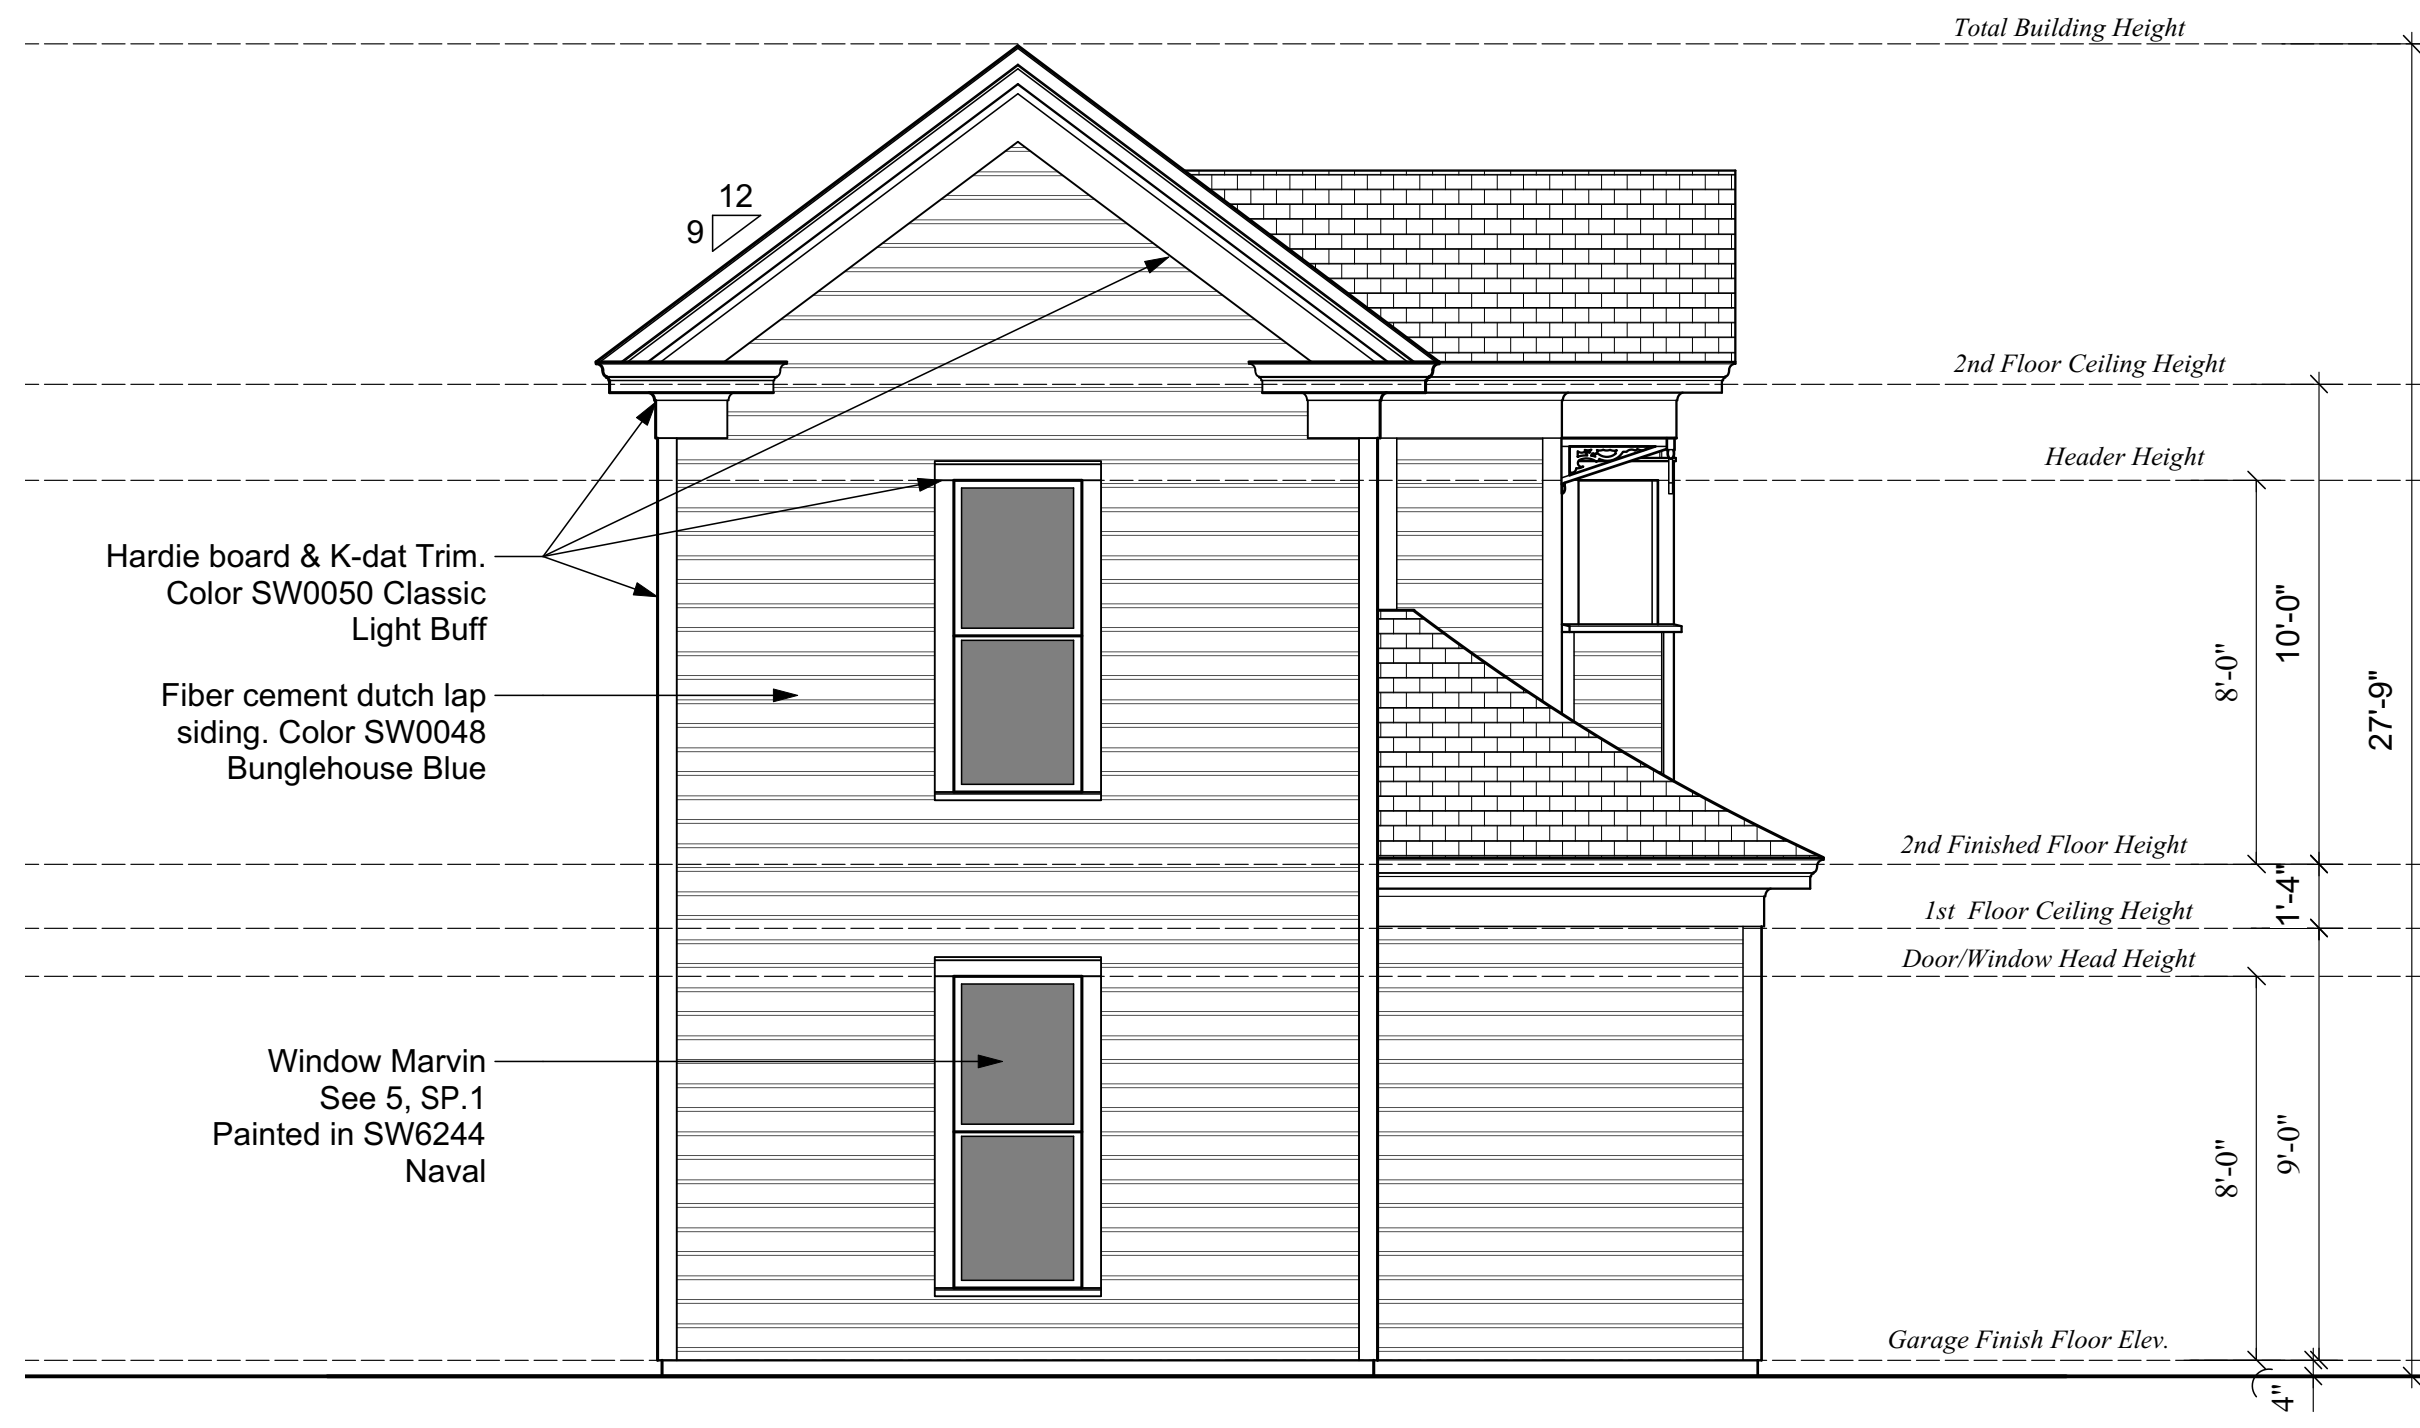 Total Building Height
12
9
2nd Floor Ceiling Height
Header Height
Hardie board & K-dat Trim.
Color SW0050 Classic
Light Buff
10'-0"
8'-0"
27'-9"
Fiber cement dutch lap
siding. Color SW0048
Bunglehouse Blue
2nd Finished Floor Height
1'-4"
1st Floor Ceiling Height
Door/Window Head Height
Window Marvin
See 5, SP.1
Painted in SW6244
Naval
8'-0"
9'-0"
Garage Finish Floor Elev.
4"